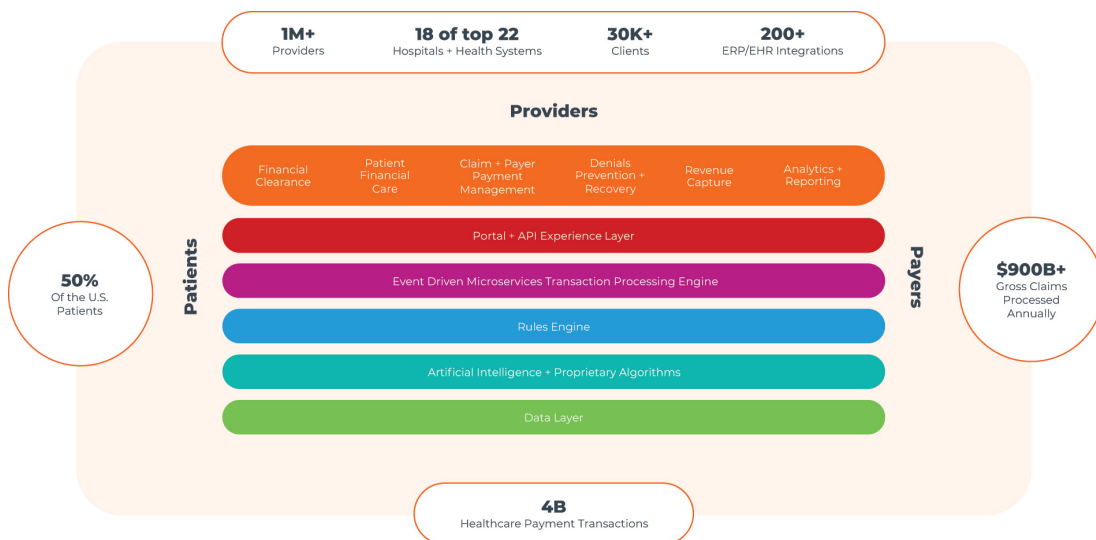 1M+
Providers
18 of top 22
Hospitals + Health Systems
30K+
Clients
200+
ERP/EHR Integrations
Providers
Financial
Clearance
Patient
Financial
Care
Claim + Payer
Payment
Management
Denials
Prevention +
Recovery
Revenue
Capture
Analytics +
Reporting
Portal + API Experience Layer
Event Driven Microservices Transaction Processing Engine
Rules Engine
Artificial Intelligence + Proprietary Algorithms
Data Layer
Patients
Payers
50%
Of the U.S.
Patients
$900B+
Gross Claims
Processed
Annually
4B
Healthcare Payment Transactions